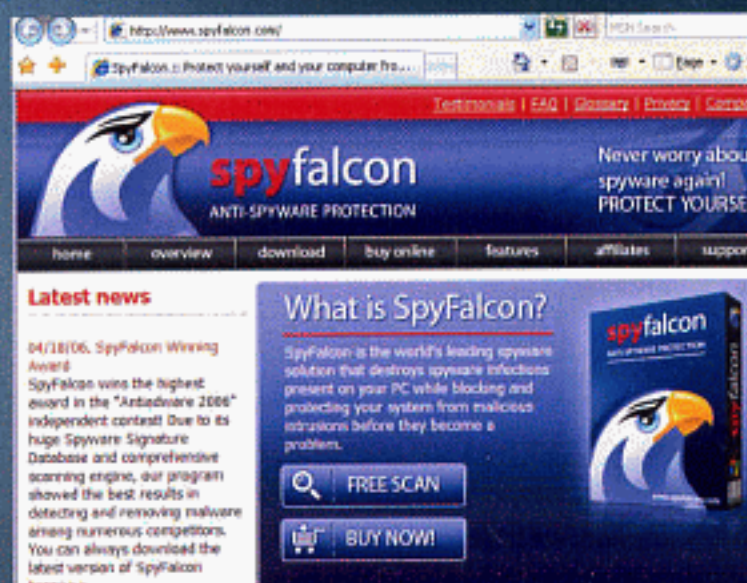 http://www.spyfalcon.com/
MSN Search
SpyFalcon :: Protect yourself and your computer fro...
Page
Testimonials | FAQ | Glossary | Privacy |
spyfalcon
ANTI-SPYWARE PROTECTION
Never worry abou
spyware again!
PROTECT YOURSE
home overview download buy online features affiliates suppor
Latest news
04/18/06. SpyFalcon Winning
Award
SpyFalcon wins the highest
award in the "Antiadware 2006"
independent contest! Due to its
huge Spyware Signature
Database and comprehensive
scanning engine, our program
showed the best results in
detecting and removing malware
among numerous competitors.
You can always download the
latest version of SpyFalcon
What is SpyFalcon?
SpyFalcon is the world's leading spyware
solution that destroys spyware infections
present on your PC while blocking and
protecting your system from malicious
intrusions before they become a
problem.
FREE SCAN
BUY NOW!
spyfalcon
ANTI-SPYWARE PROTECTION
spyfalcon